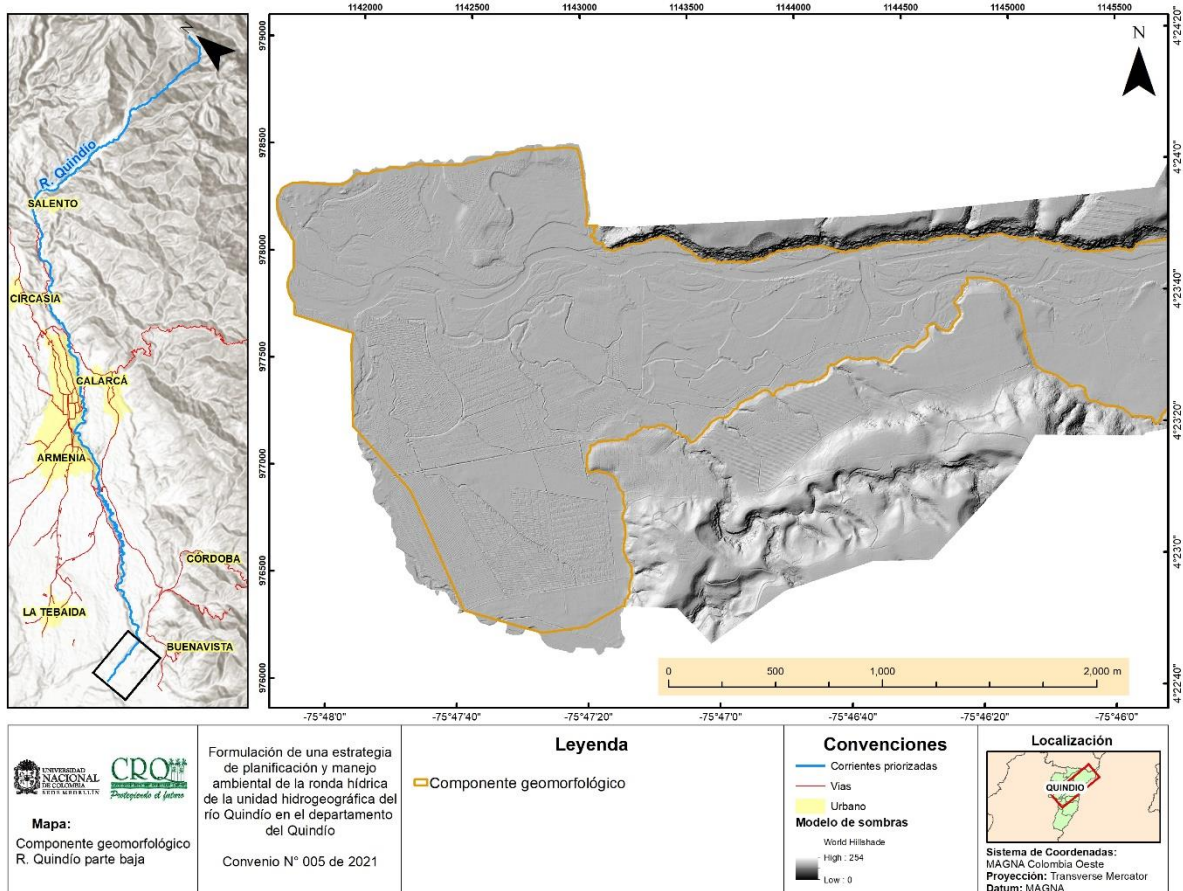 1142000 1142500 1143000 1143500 1144000 1144500 1145000 1145500
4°24'20"
4°24'0"
4°23'40"
4°23'20"
4°23'0"
4°22'40"
979000
978500
978000
977500
977000
976500
976000
N
R. Quindío
SALENTO
CIRCASIA
CALARCÁ
ARMENIA
CÓRDOBA
LA TEBAIDA
BUENAVISTA
N
0 500 1,000 2,000 m
-75°48'0" -75°47'40" -75°47'20" -75°47'0" -75°46'40" -75°46'20" -75°46'0"
UNIVERSIDAD
NACIONAL
DE COLOMBIA
SEDE MEDELLÍN
CRQ
Protegiendo el futuro
Mapa:
Componente geomorfológico
R. Quindío parte baja
Formulación de una estrategia
de planificación y manejo
ambiental de la ronda hídrica
de la unidad hidrogeográfica del
río Quindío en el departamento
del Quindío
Convenio N° 005 de 2021
Leyenda
Componente geomorfológico
Convenciones
Corrientes priorizadas
Vias
Urbano
Modelo de sombras
World Hillshade
High : 254
Low : 0
Localización
QUINDIO
Sistema de Coordenadas:
MAGNA Colombia Oeste
Proyección: Transverse Mercator
Datum: MAGNA